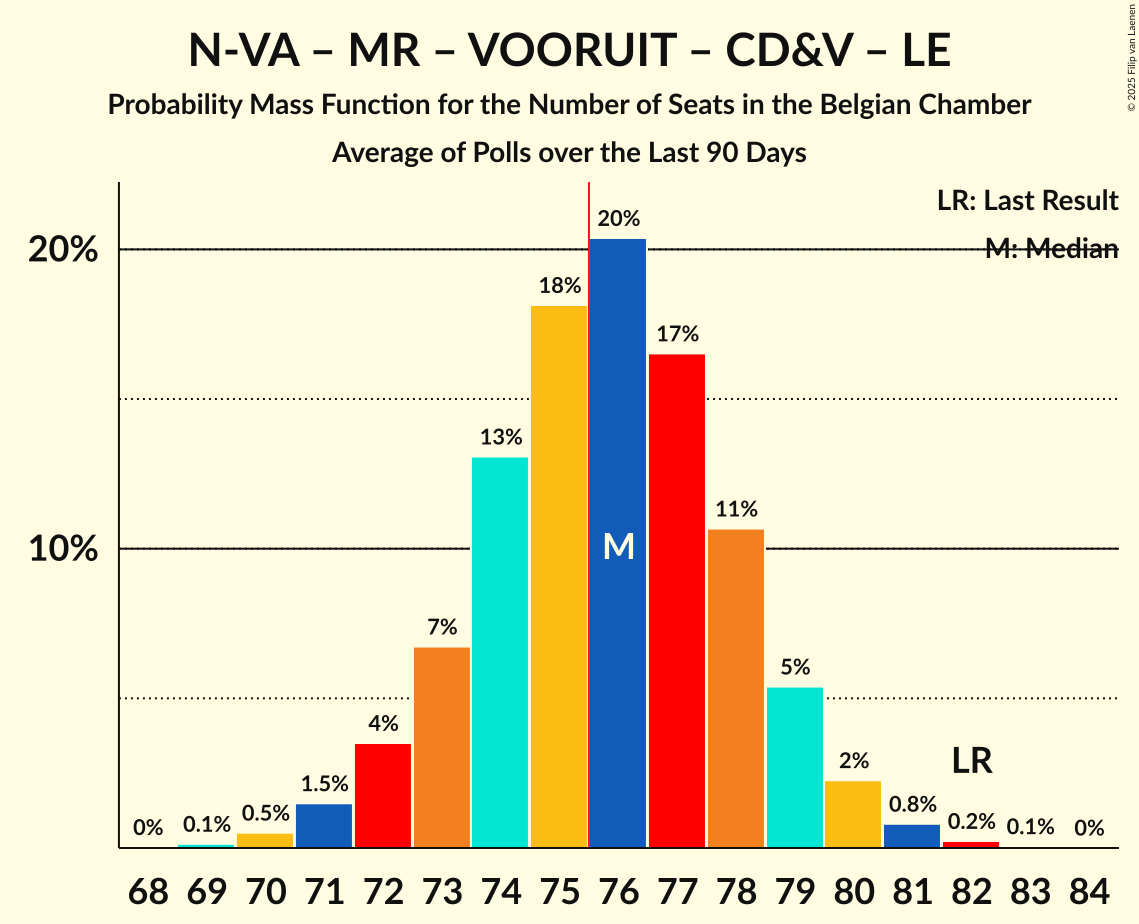 N-VA – MR – VOORUIT – CD&V – LE
Probability Mass Function for the Number of Seats in the Belgian Chamber
Average of Polls over the Last 90 Days
© 2025 Filip van Laenen
LR: Last Result
M: Median
20%
10%
0%
0.1%
0.5%
1.5%
4%
7%
13%
18%
20%
17%
11%
5%
2%
0.8%
0.2%
0.1%
0%
M
LR
68 69 70 71 72 73 74 75 76 77 78 79 80 81 82 83 84